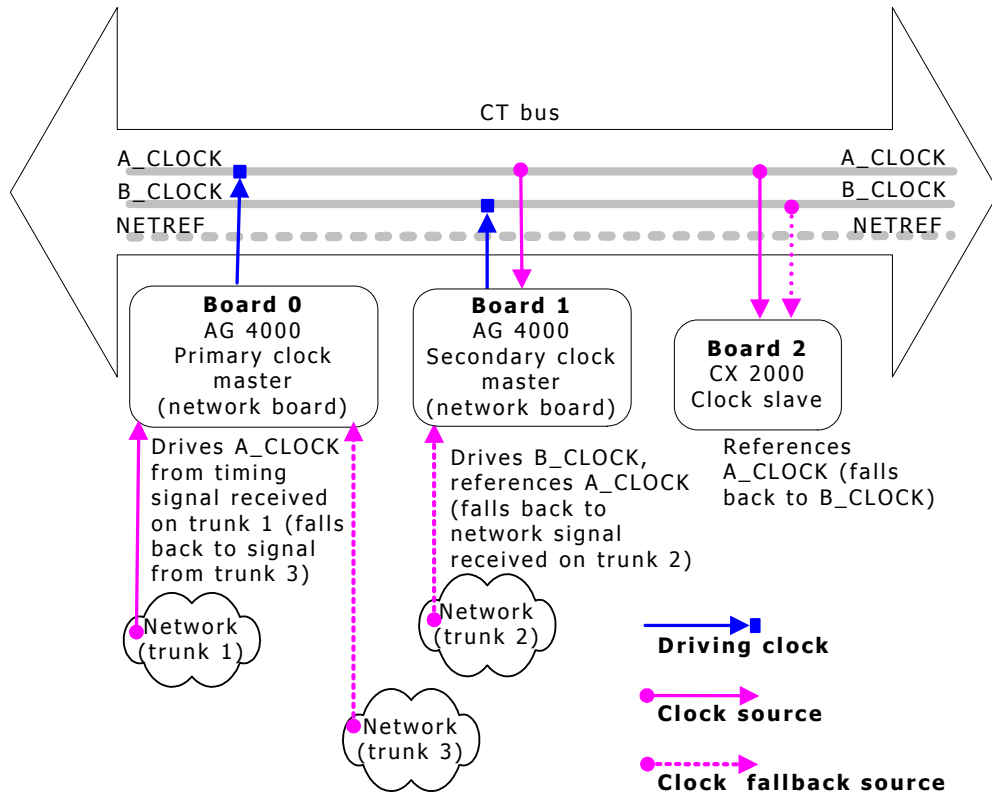 CT bus
A_CLOCK
A_CLOCK
B_CLOCK
B_CLOCK
NETREF
NETREF
Board 0
AG 4000
Primary clock
master
(network board)
Board 1
AG 4000
Secondary clock
master
(network board)
Board 2
CX 2000
Clock slave
Drives A_CLOCK
from timing
signal received
on trunk 1 (falls
back to signal
from trunk 3)
Drives B_CLOCK,
references A_CLOCK
(falls back to
network signal
received on trunk 2)
References
A_CLOCK (falls
back to B_CLOCK)
Network
(trunk 1)
Network
(trunk 2)
Network
(trunk 3)
Driving clock
Clock source
Clock fallback source